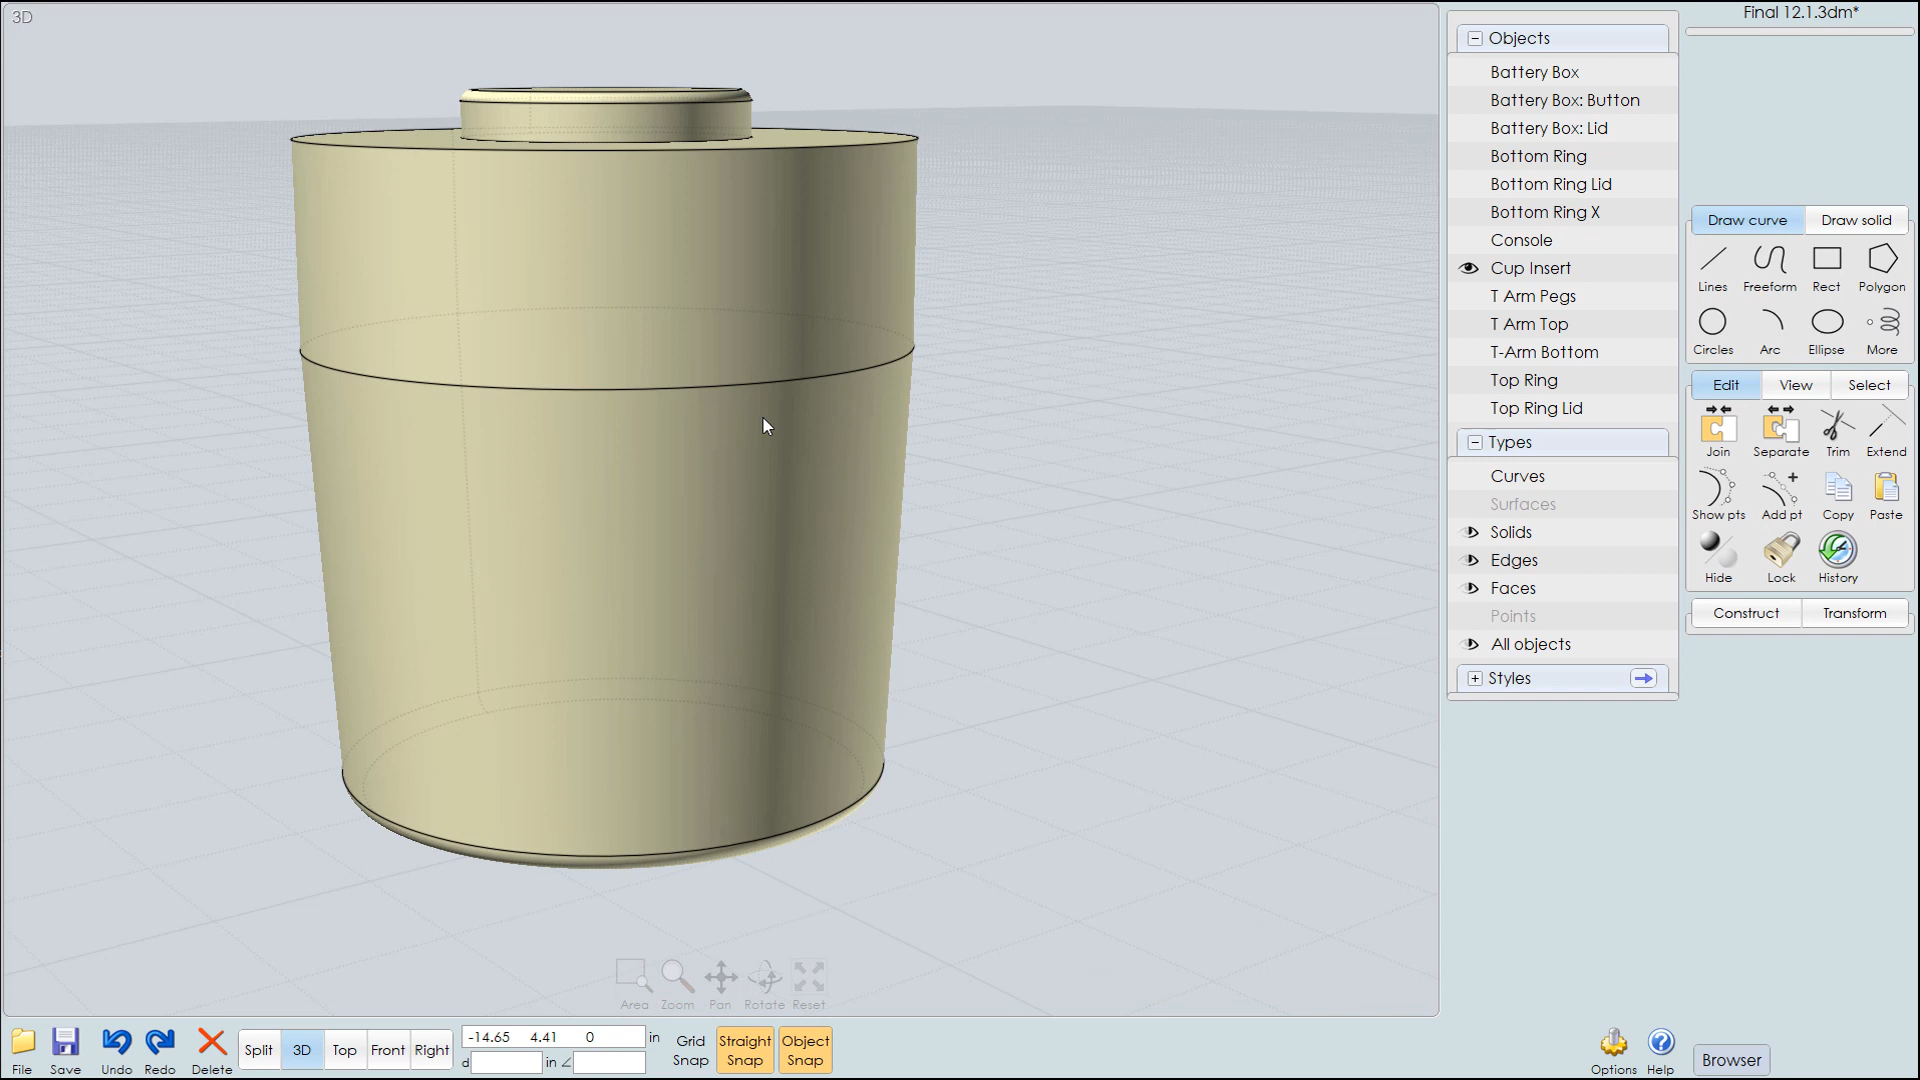 3D
Final 12.1.3dm*
Objects
Battery Box
Battery Box: Button
Battery Box: Lid
Bottom Ring
Bottom Ring Lid
Bottom Ring X
Console
Cup Insert
T Arm Pegs
T Arm Top
T-Arm Bottom
Top Ring
Top Ring Lid
Types
Curves
Surfaces
Solids
Edges
Faces
Points
All objects
Styles
Draw curve Draw solid
Lines Freeform Rect Polygon
Circles Arc Ellipse More
Edit View Select
Join Separate Trim Extend
Show pts Add pt Copy Paste
Hide Lock History
Construct Transform
Area Zoom Pan Rotate Reset
File Save Undo Redo Delete
Split 3D Top Front Right
-14.65 4.41 0 in
d in ∠
Grid Snap
Straight Snap
Object Snap
Options Help
Browser